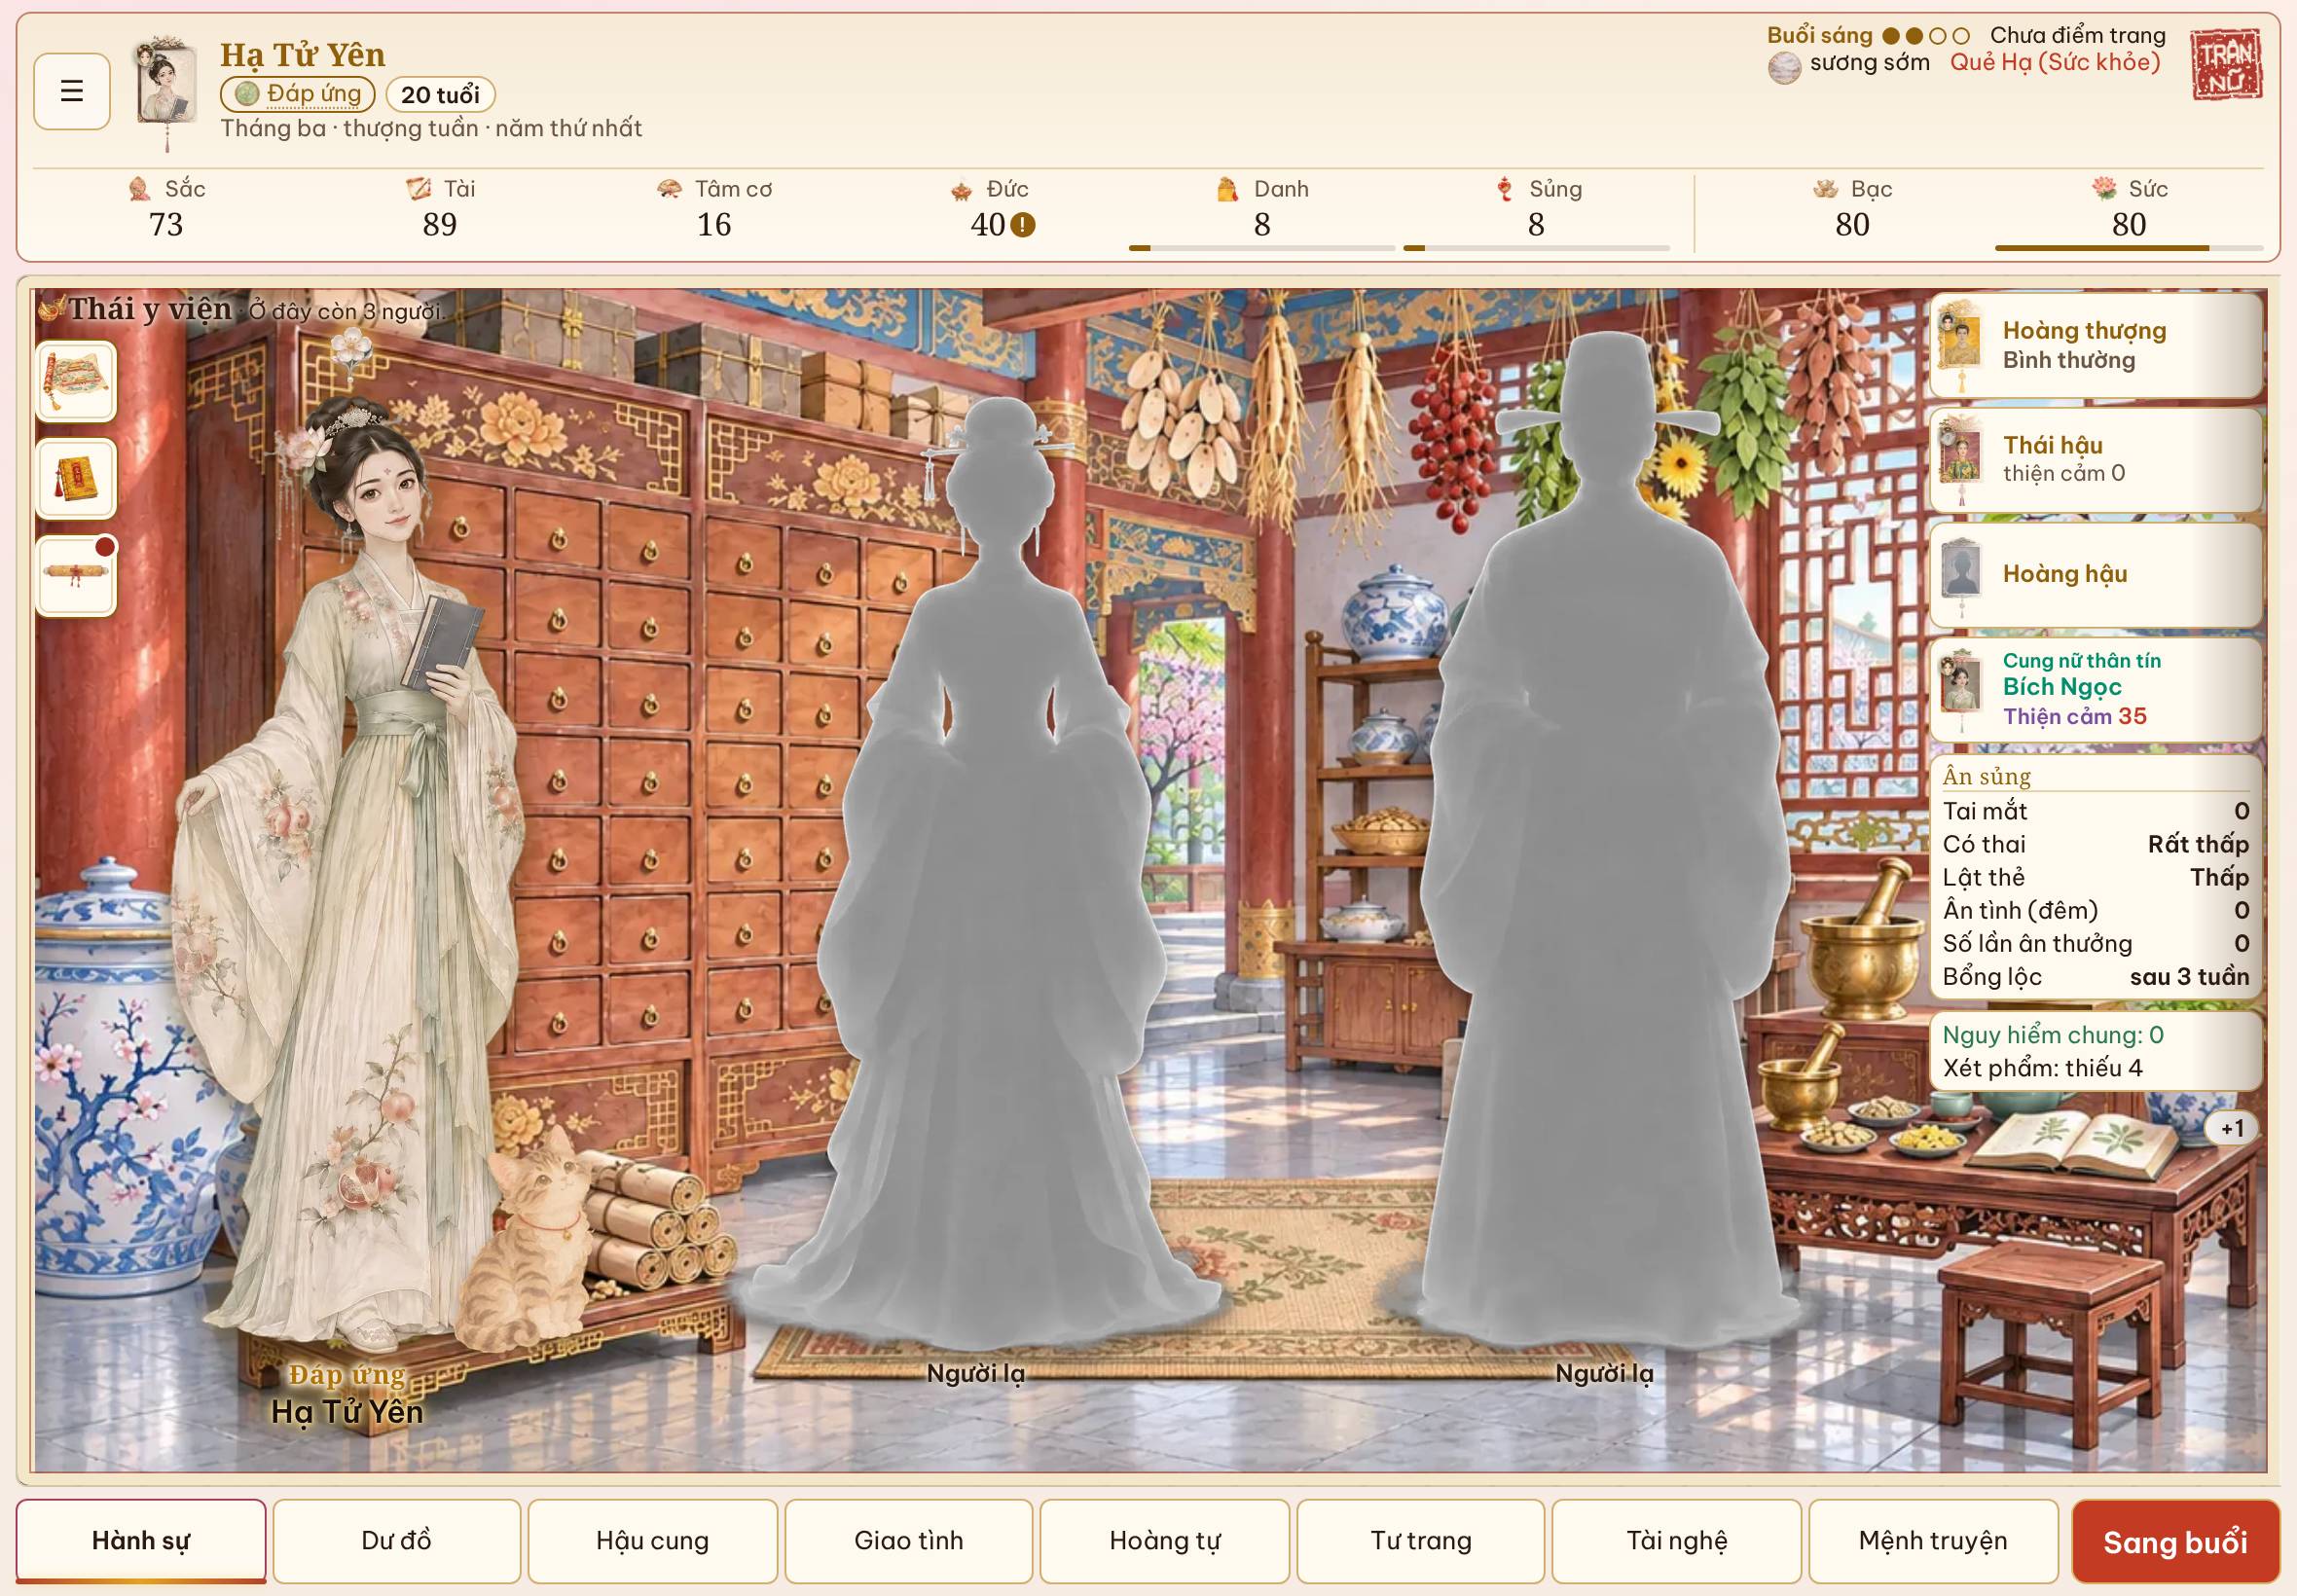 ☰
Hạ Tử Yên
Đáp ứng
20 tuổi
Tháng ba · thượng tuần · năm thứ nhất
Buổi sáng
Chưa điểm trang
sương sớm
Quẻ Hạ (Sức khỏe)
TRÂN NỮ
Sắc
73
Tài
89
Tâm cơ
16
Đức
40 !
Danh
8
Sủng
8
Bạc
80
Sức
80
Thái y viện · Ở đây còn 3 người.
Hoàng thượng
Bình thường
Thái hậu
thiện cảm 0
Hoàng hậu
Cung nữ thân tín
Bích Ngọc
Thiện cảm 35
Ân sủng
Tai mắt 0
Có thai Rất thấp
Lật thẻ Thấp
Ân tình (đêm) 0
Số lần ân thưởng 0
Bổng lộc sau 3 tuần
Nguy hiểm chung: 0
Xét phẩm: thiếu 4
+1
Đáp ứng
Hạ Tử Yên
Người lạ
Người lạ
Hành sự
Dư đồ
Hậu cung
Giao tình
Hoàng tự
Tư trang
Tài nghệ
Mệnh truyện
Sang buổi